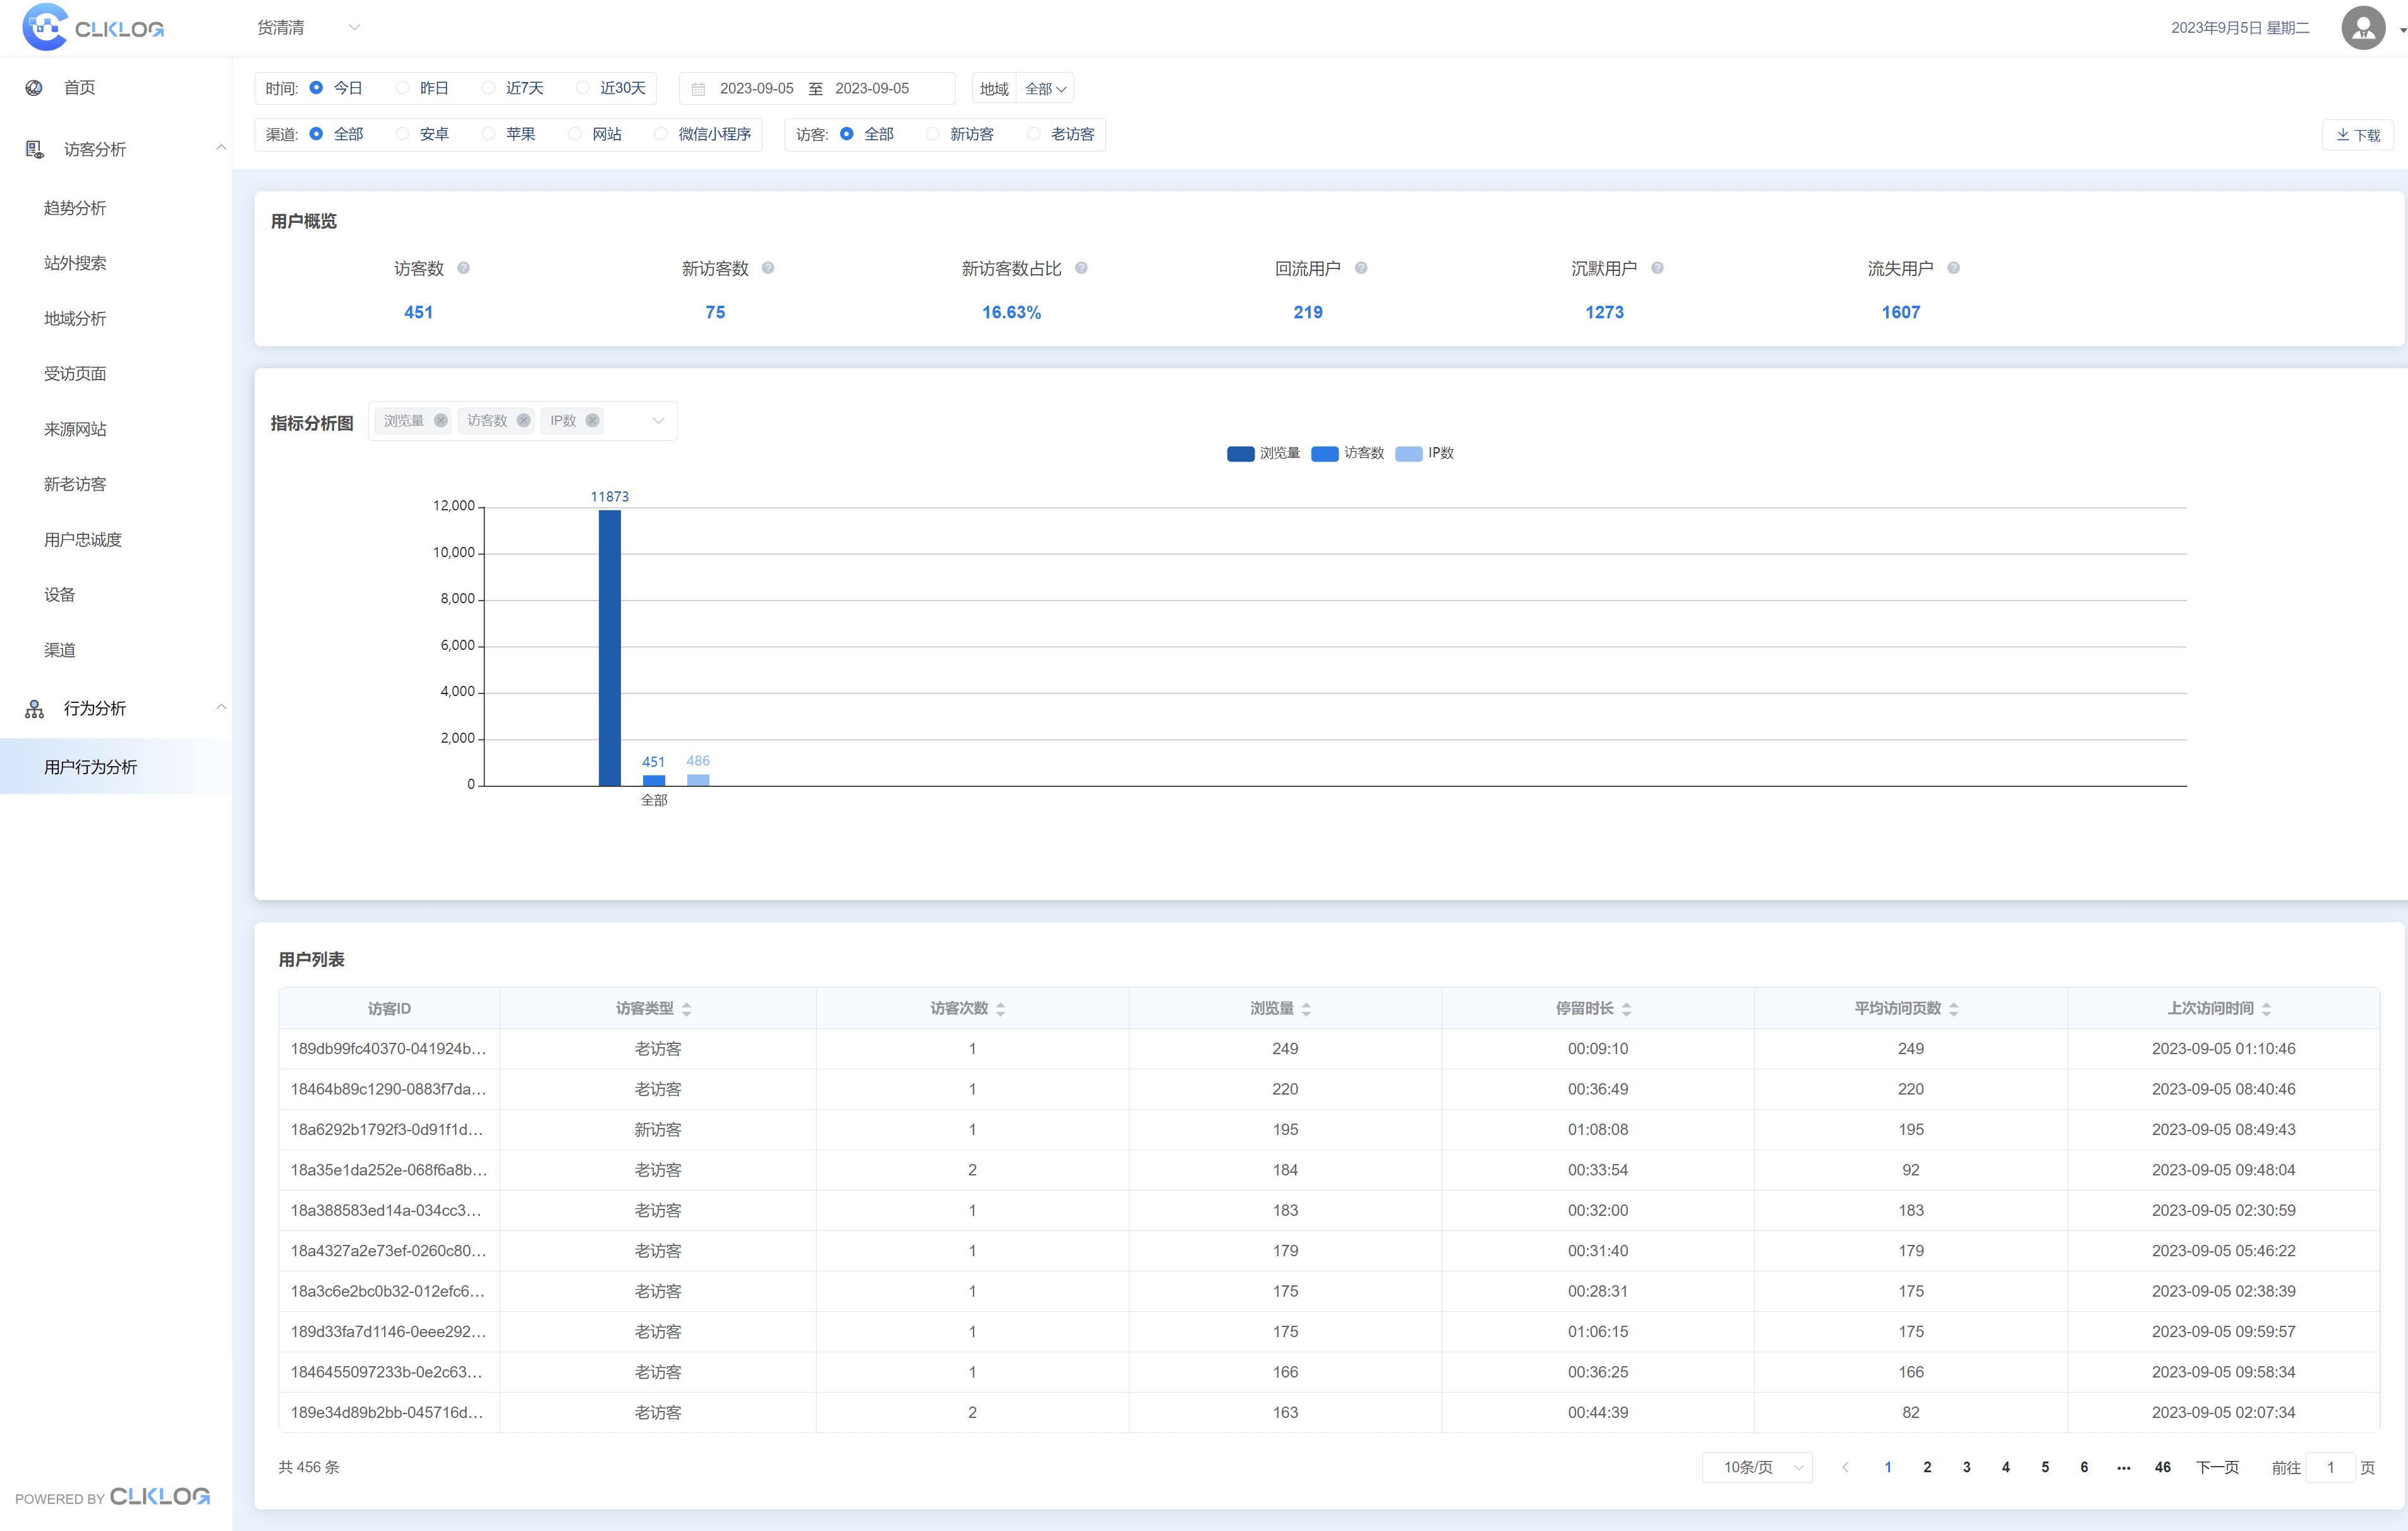 CLKLOG
货清清
2023年9月5日 星期二
首页
访客分析
趋势分析
站外搜索
地域分析
受访页面
来源网站
新老访客
用户忠诚度
设备
渠道
行为分析
用户行为分析
POWERED BY CLKLOG
时间: 今日 昨日 近7天 近30天 2023-09-05 至 2023-09-05 地域 全部
渠道: 全部 安卓 苹果 网站 微信小程序 访客: 全部 新访客 老访客 下载
用户概览
访客数 新访客数 新访客数占比 回流用户 沉默用户 流失用户
451 75 16.63% 219 1273 1607
指标分析图 浏览量 访客数 IP数
浏览量 访客数 IP数
11873
12,000
10,000
8,000
6,000
4,000
2,000
451 486
0
全部
用户列表
访客ID 访客类型 访客次数 浏览量 停留时长 平均访问页数 上次访问时间
189db99fc40370-041924b... 老访客 1 249 00:09:10 249 2023-09-05 01:10:46
18464b89c1290-0883f7da... 老访客 1 220 00:36:49 220 2023-09-05 08:40:46
18a6292b1792f3-0d91f1d... 新访客 1 195 01:08:08 195 2023-09-05 08:49:43
18a35e1da252e-068f6a8b... 老访客 2 184 00:33:54 92 2023-09-05 09:48:04
18a388583ed14a-034cc3... 老访客 1 183 00:32:00 183 2023-09-05 02:30:59
18a4327a2e73ef-0260c80... 老访客 1 179 00:31:40 179 2023-09-05 05:46:22
18a3c6e2bc0b32-012efc6... 老访客 1 175 00:28:31 175 2023-09-05 02:38:39
189d33fa7d1146-0eee292... 老访客 1 175 01:06:15 175 2023-09-05 09:59:57
1846455097233b-0e2c63... 老访客 1 166 00:36:25 166 2023-09-05 09:58:34
189e34d89b2bb-045716d... 老访客 2 163 00:44:39 82 2023-09-05 02:07:34
共 456 条 10条/页 1 2 3 4 5 6 ... 46 下一页 前往 1 页